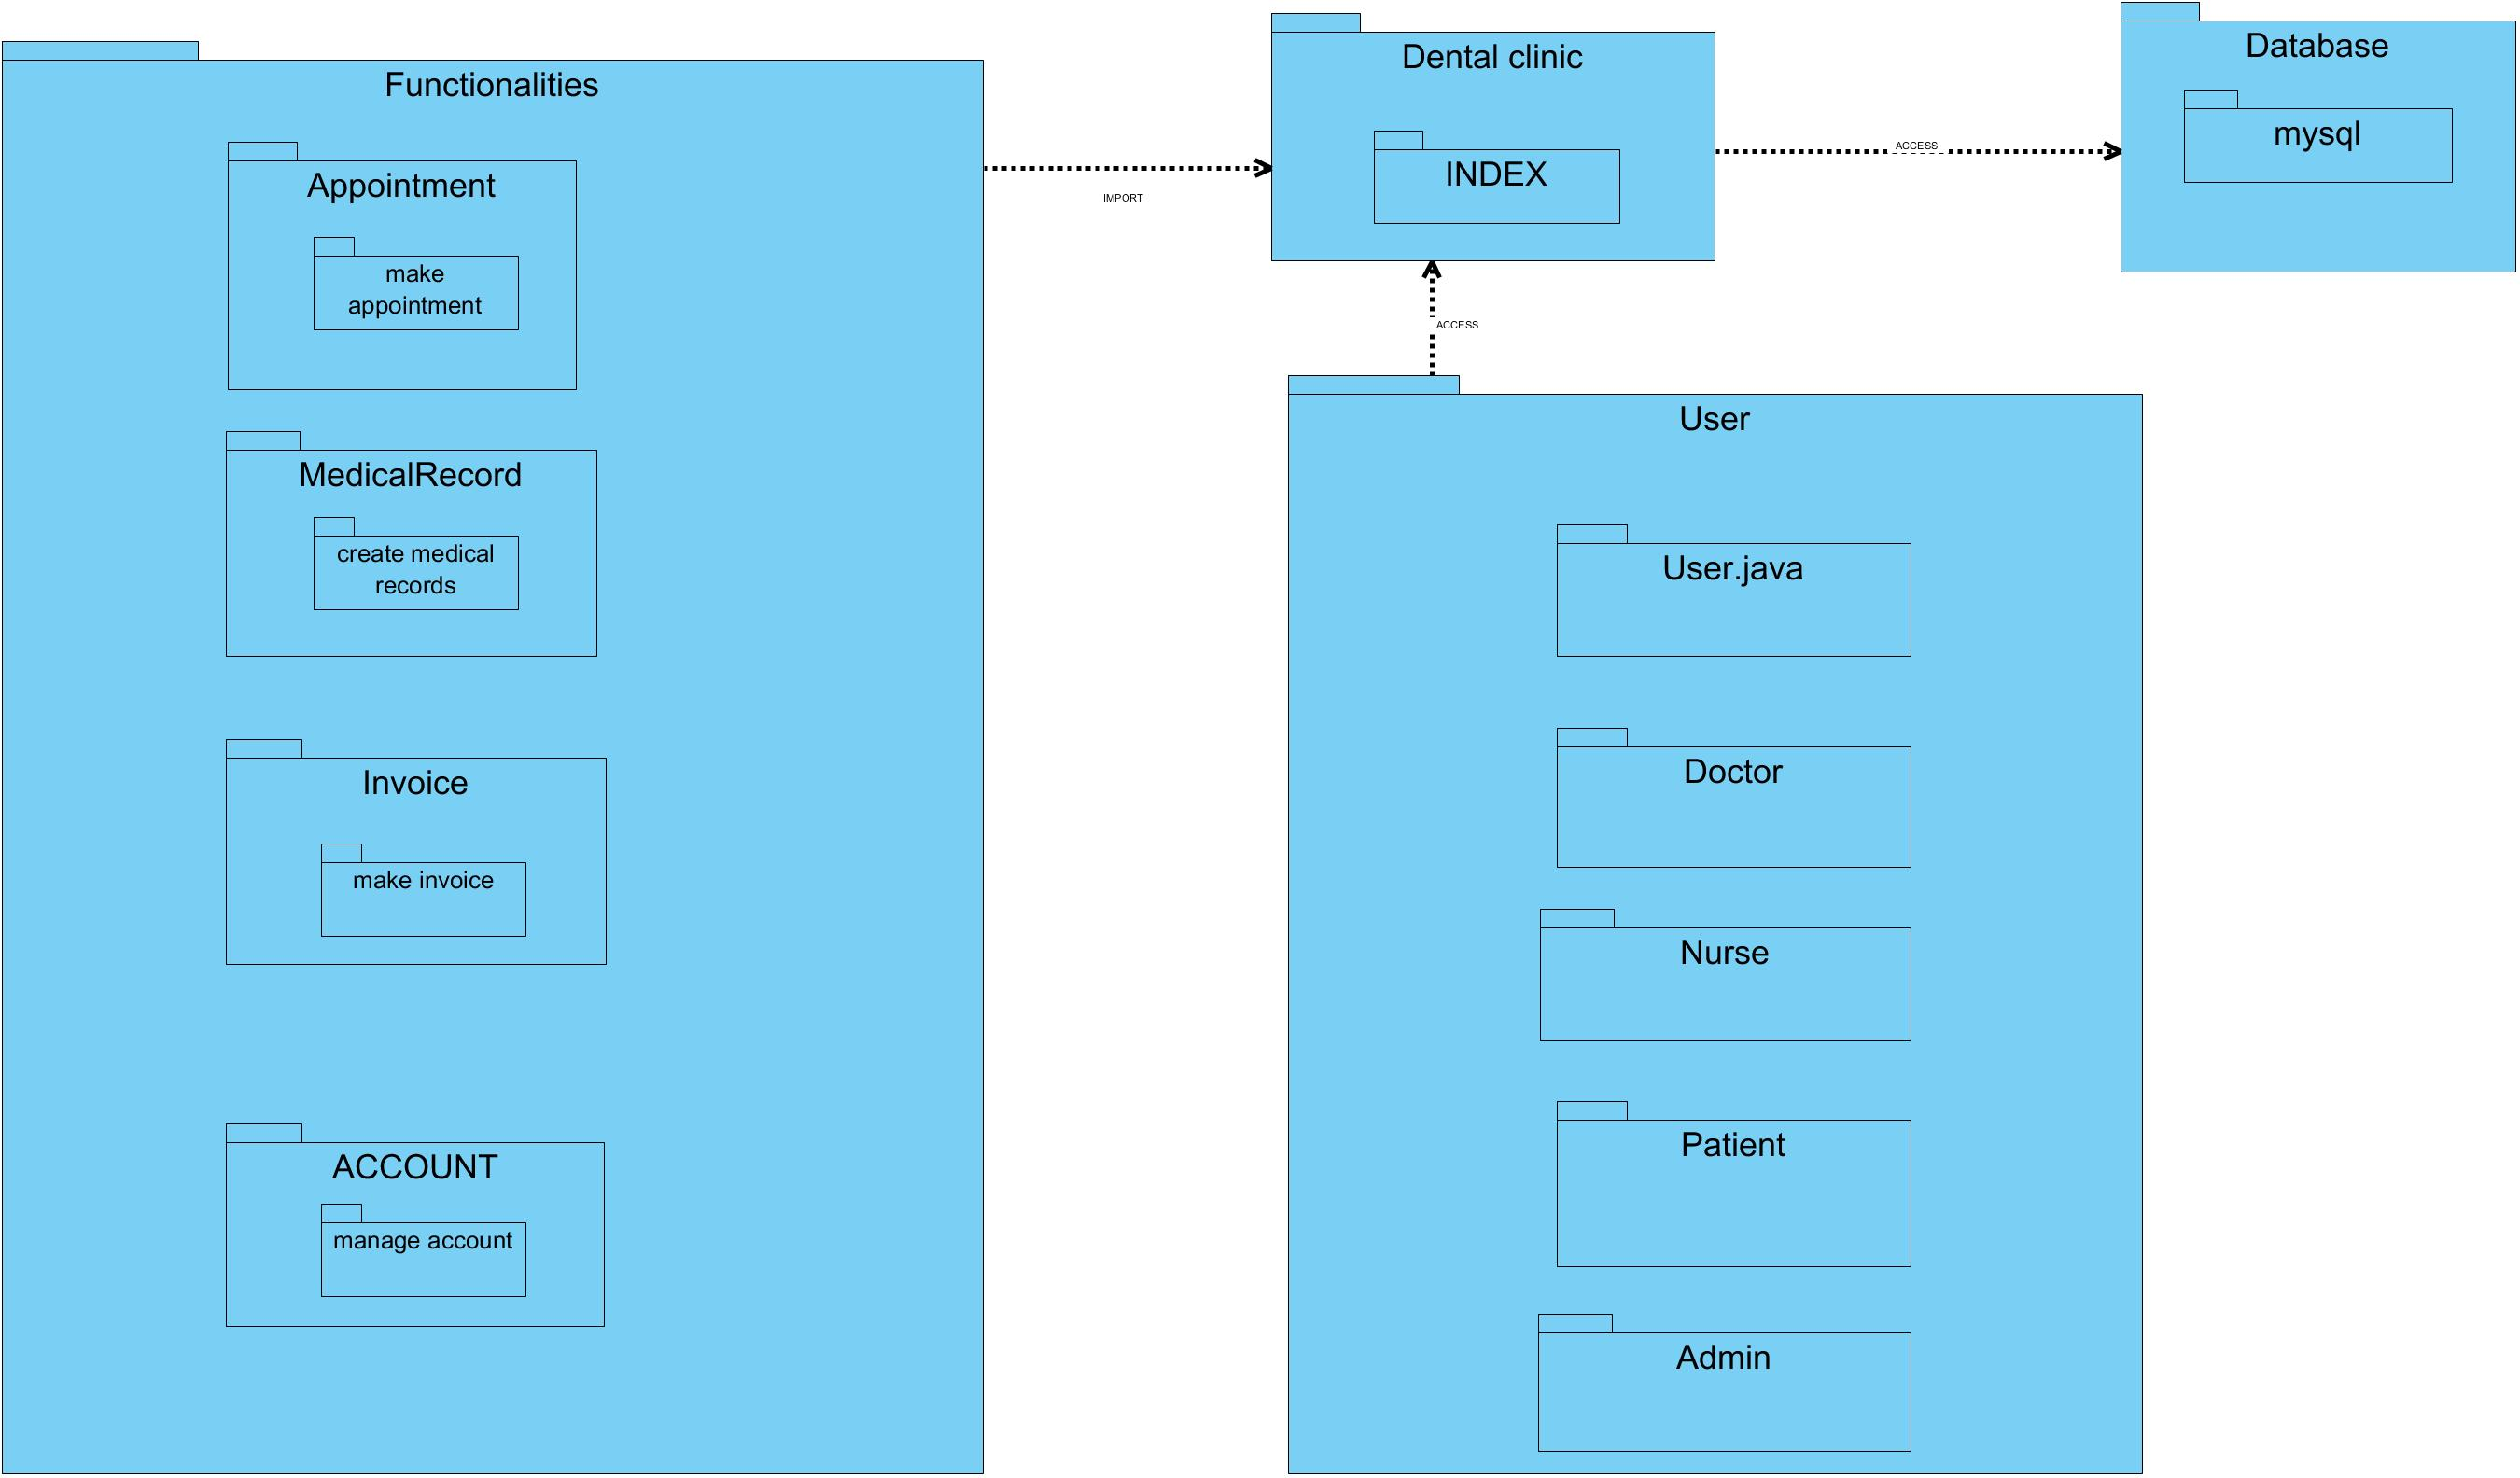 Functionalities
Appointment
make
appointment
MedicalRecord
create medical
records
Invoice
make invoice
ACCOUNT
manage account
IMPORT
Dental clinic
INDEX
ACCESS
Database
mysql
ACCESS
User
User.java
Doctor
Nurse
Patient
Admin